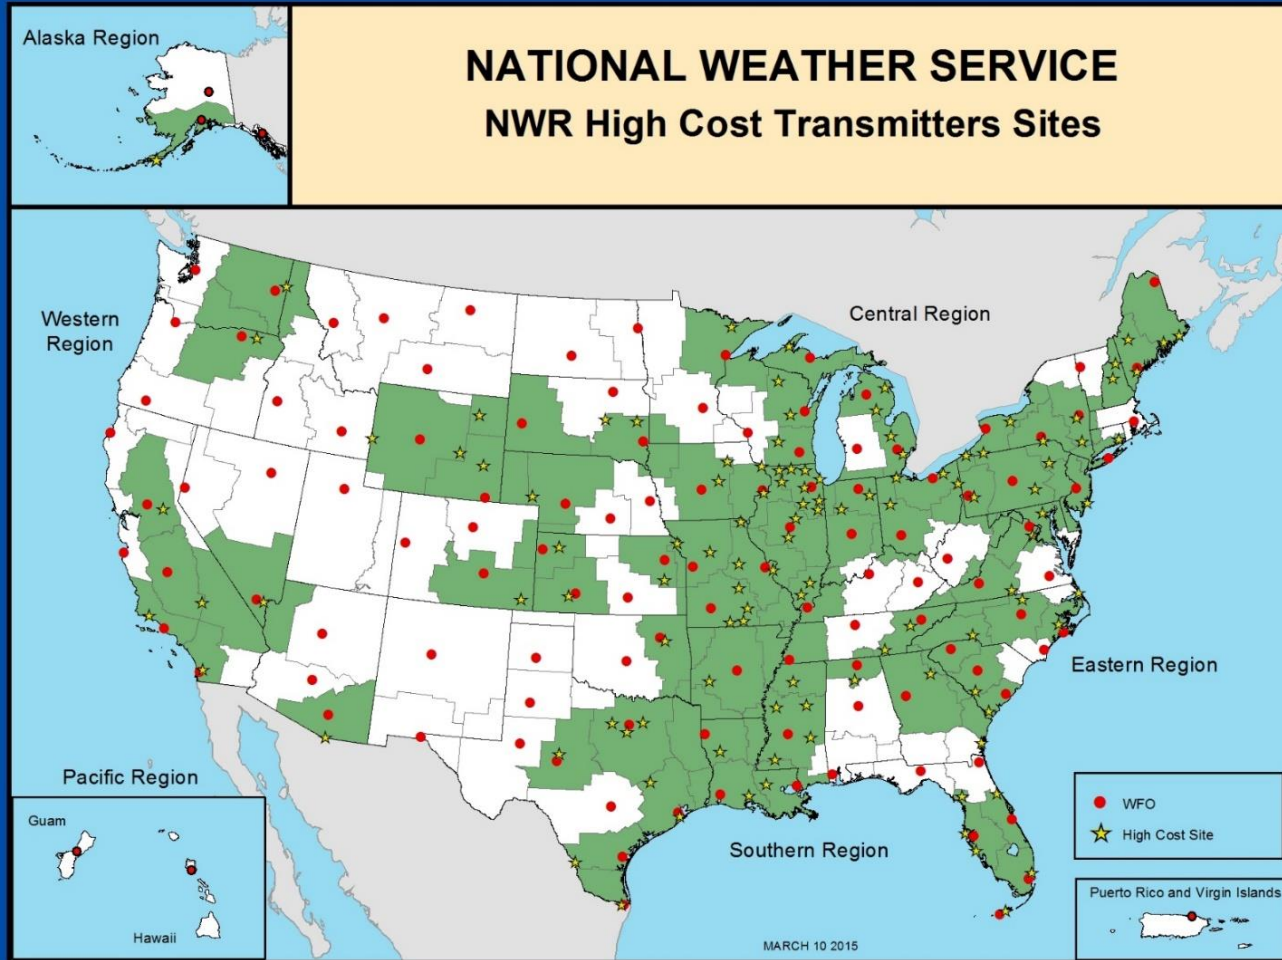 Alaska Region
NATIONAL WEATHER SERVICE
NWR High Cost Transmitters Sites
Western
Region
Central Region
Eastern Region
Pacific Region
Guam
Hawaii
Southern Region
WFO
High Cost Site
Puerto Rico and Virgin Islands
MARCH 10 2015